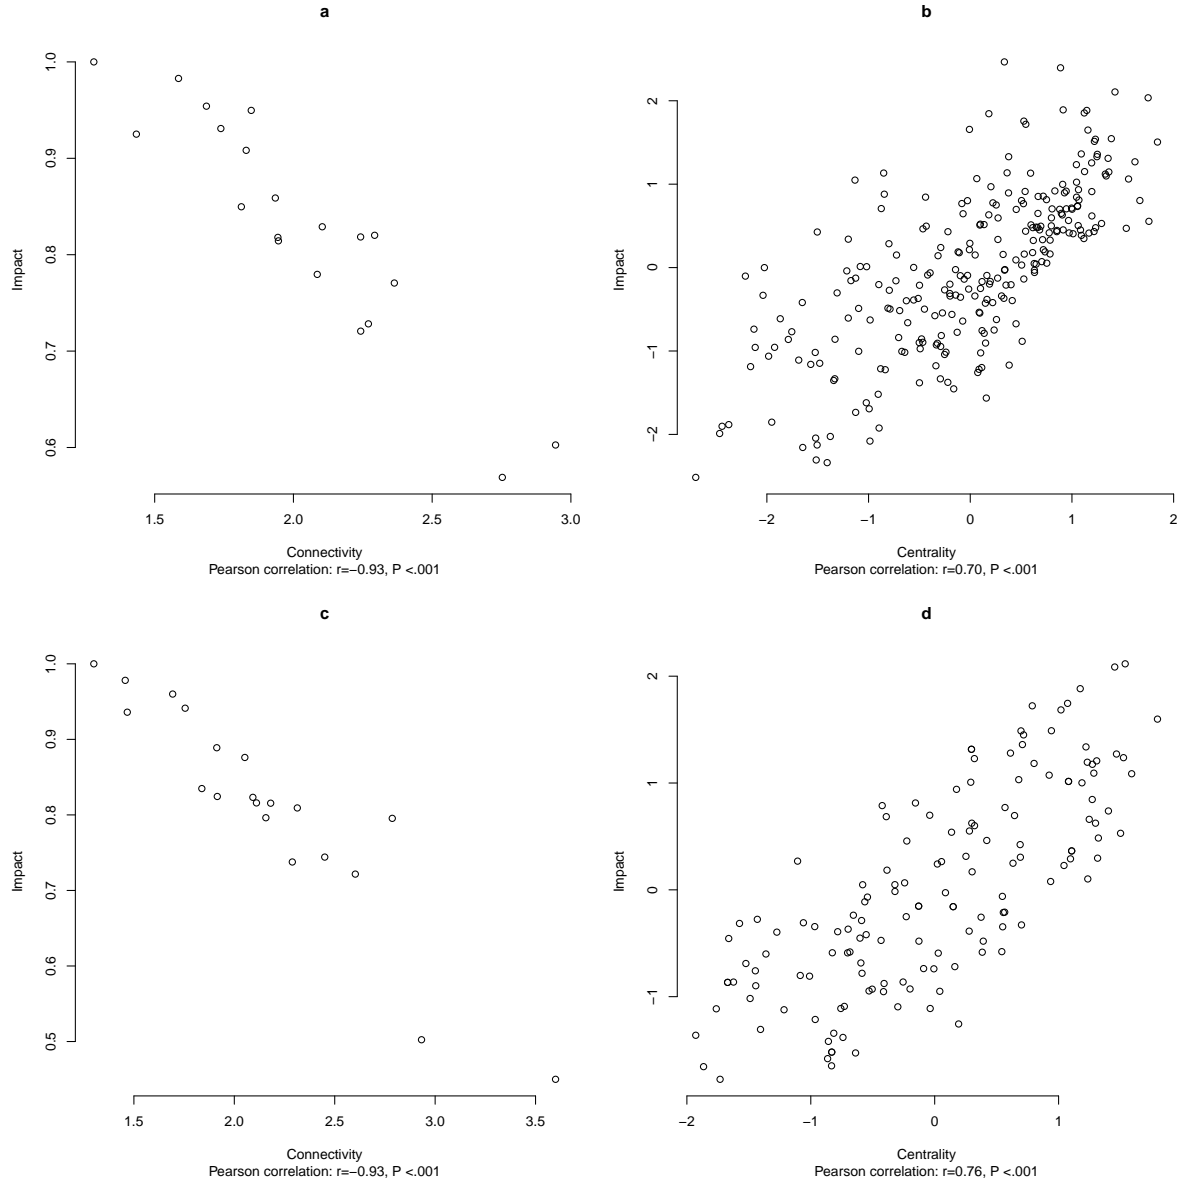 a
1.0
0.9
0.8
0.7
0.6
Impact
1.5 2.0 2.5 3.0
Connectivity
Pearson correlation: r=−0.93, P <.001
b
2
1
0
−1
−2
Impact
−2 −1 0 1 2
Centrality
Pearson correlation: r=0.70, P <.001
c
1.0
0.9
0.8
0.7
0.6
0.5
Impact
1.5 2.0 2.5 3.0 3.5
Connectivity
Pearson correlation: r=−0.93, P <.001
d
2
1
0
−1
Impact
−2 −1 0 1
Centrality
Pearson correlation: r=0.76, P <.001